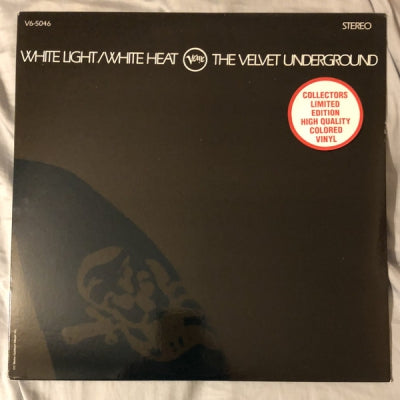 V6-5046
STEREO
WHITE LIGHT/WHITE HEAT Verve THE VELVET UNDERGROUND
COLLECTORS
LIMITED
EDITION
HIGH QUALITY
COLORED
VINYL